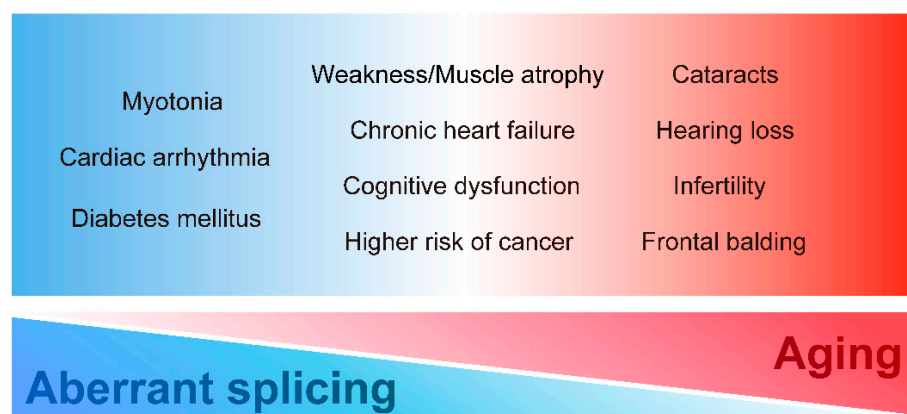 Myotonia
Cardiac arrhythmia
Diabetes mellitus
Weakness/Muscle atrophy
Chronic heart failure
Cognitive dysfunction
Higher risk of cancer
Cataracts
Hearing loss
Infertility
Frontal balding
Aberrant splicing
Aging